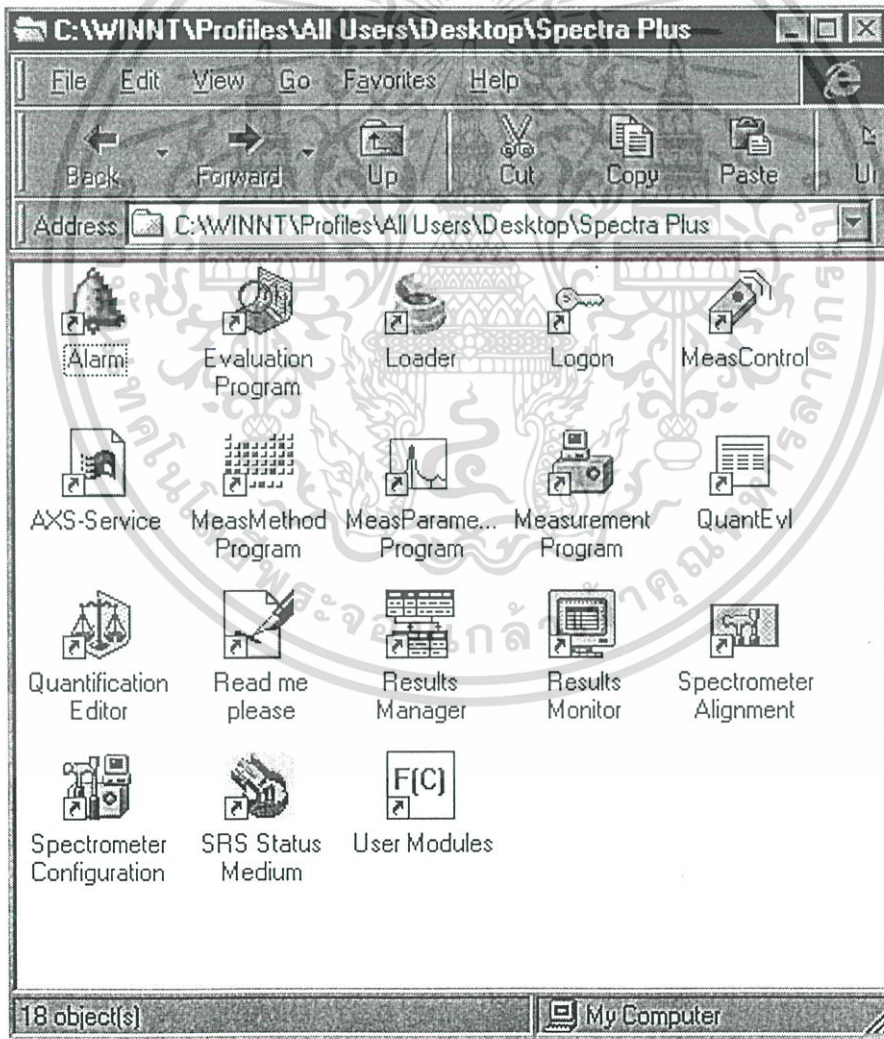 C:\WINNT\Profiles\All Users\Desktop\Spectra Plus
File Edit View Go Favorites Help
Back Forward Up Cut Copy Paste
Address C:\WINNT\Profiles\All Users\Desktop\Spectra Plus
Alarm Evaluation Program Loader Logon MeasControl
AXS-Service MeasMethod Program MeasParame... Program Measurement Program QuantEvl
Quantification Editor Read me please Results Manager Results Monitor Spectrometer Alignment
Spectrometer Configuration SRS Status Medium F(C) User Modules
18 object(s) My Computer